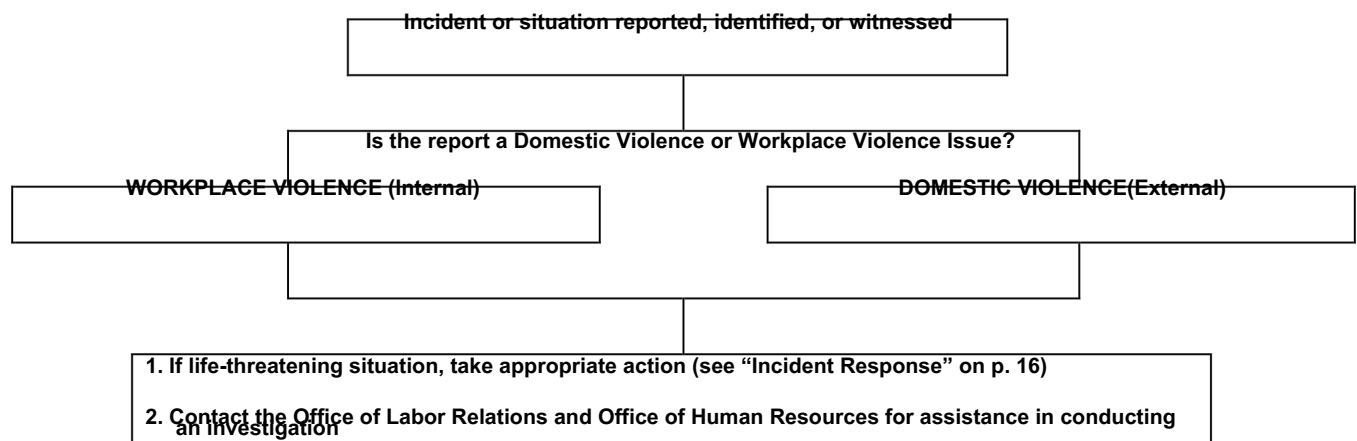 Incident or situation reported, identified, or witnessed
Is the report a Domestic Violence or Workplace Violence Issue?
WORKPLACE VIOLENCE (Internal)
DOMESTIC VIOLENCE(External)
1. If life-threatening situation, take appropriate action (see “Incident Response” on p. 16)
2. Contact the Office of Labor Relations and Office of Human Resources for assistance in conducting
an investigation